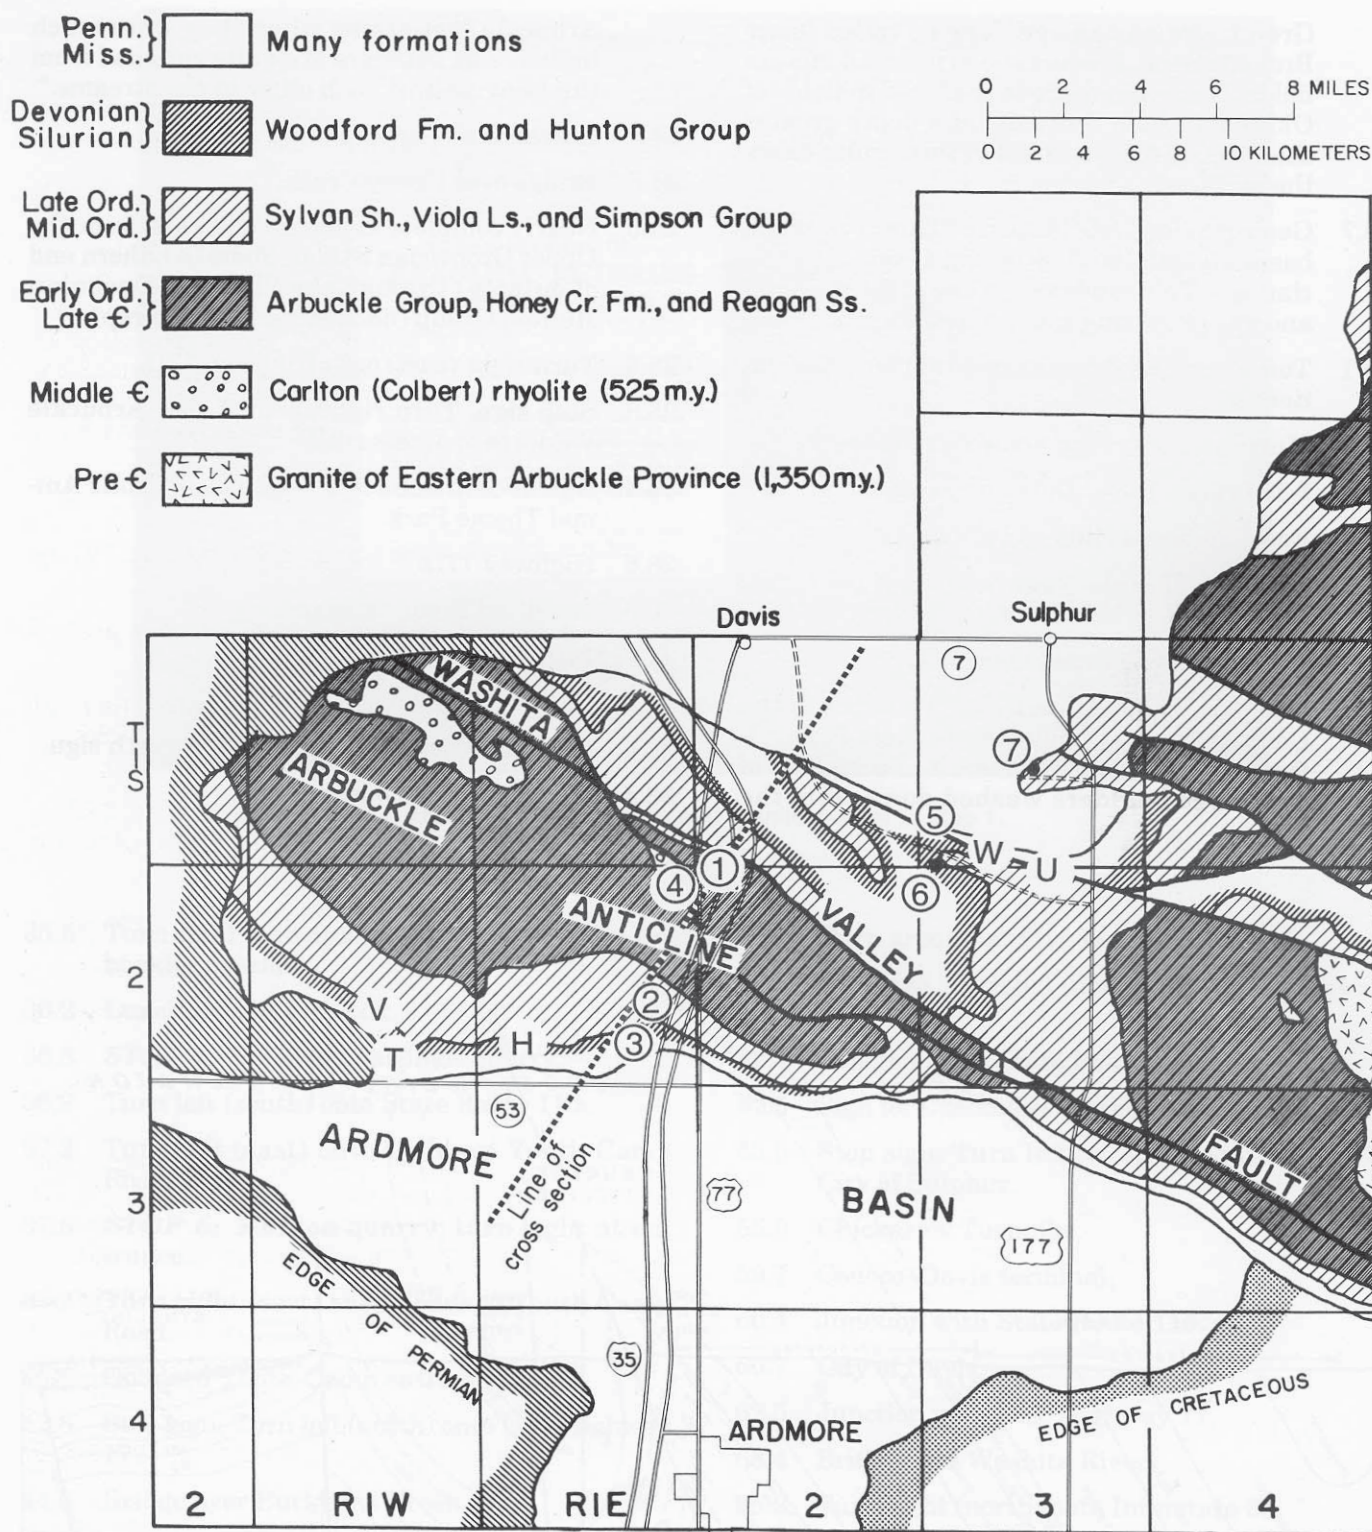 Penn.
Miss.
Many formations
Devonian
Silurian
Woodford Fm. and Hunton Group
Late Ord.
Mid. Ord.
Sylvan Sh., Viola Ls., and Simpson Group
Early Ord.
Late Є
Arbuckle Group, Honey Cr. Fm., and Reagan Ss.
Middle Є
Carlton (Colbert) rhyolite (525 m.y.)
Pre Є
Granite of Eastern Arbuckle Province (1,350 m.y.)
0 2 4 6 8 MILES
0 2 4 6 8 10 KILOMETERS
Davis
Sulphur
7
WASHITA
T
I
S
ARBUCKLE
7
5
W U
1
4
6
ANTICLINE
VALLEY
2
V
T
H
2
3
A
53
ARDMORE
Line of
cross section
77
BASIN
FAULT
3
177
EDGE
OF
PERMIAN
35
4
ARDMORE
EDGE OF CRETACEOUS
2 R I W R I E 2 3 4